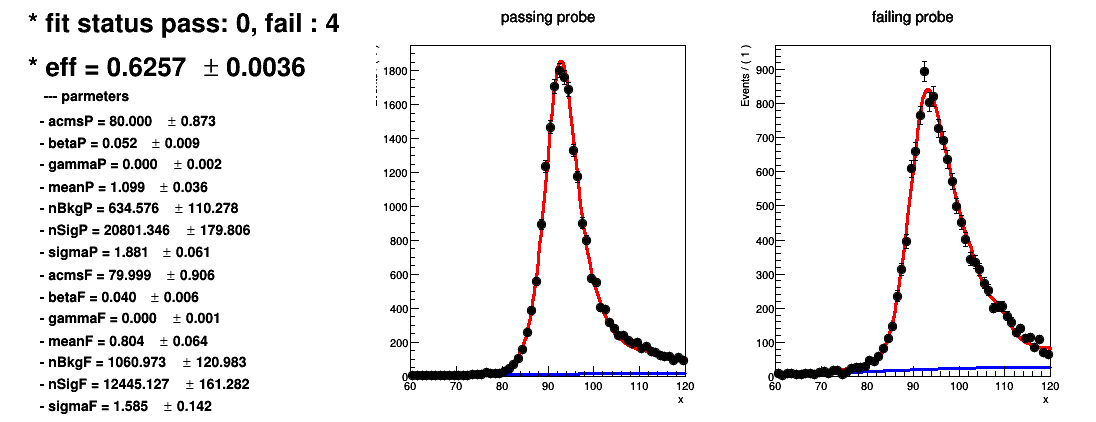 * fit status pass: 0, fail : 4
* eff = 0.6257 ± 0.0036
--- parmeters
- acmsP = 80.000 ± 0.873
- betaP = 0.052 ± 0.009
- gammaP = 0.000 ± 0.002
- meanP = 1.099 ± 0.036
- nBkgP = 634.576 ± 110.278
- nSigP = 20801.346 ± 179.806
- sigmaP = 1.881 ± 0.061
- acmsF = 79.999 ± 0.906
- betaF = 0.040 ± 0.006
- gammaF = 0.000 ± 0.001
- meanF = 0.804 ± 0.064
- nBkgF = 1060.973 ± 120.983
- nSigF = 12445.127 ± 161.282
- sigmaF = 1.585 ± 0.142
passing probe
1800
1600
1400
1200
1000
800
600
400
200
0
60 70 80 90 100 110 120
x
failing probe
Events / ( 1 )
900
800
700
600
500
400
300
200
100
0
60 70 80 90 100 110 120
x